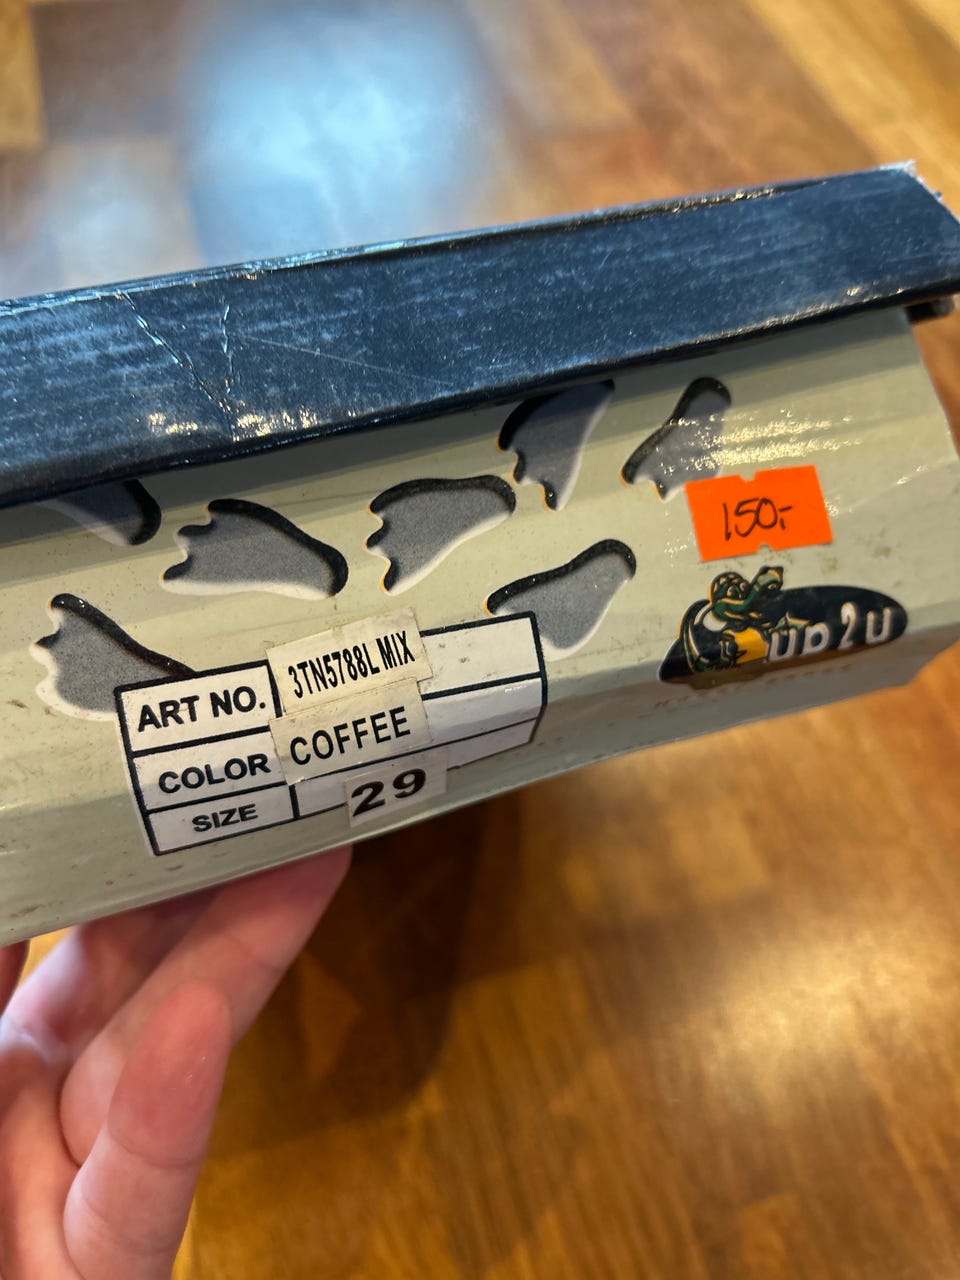 150,-
up2u
ART NO. 3TN5788L MIX
COLOR COFFEE
SIZE 29